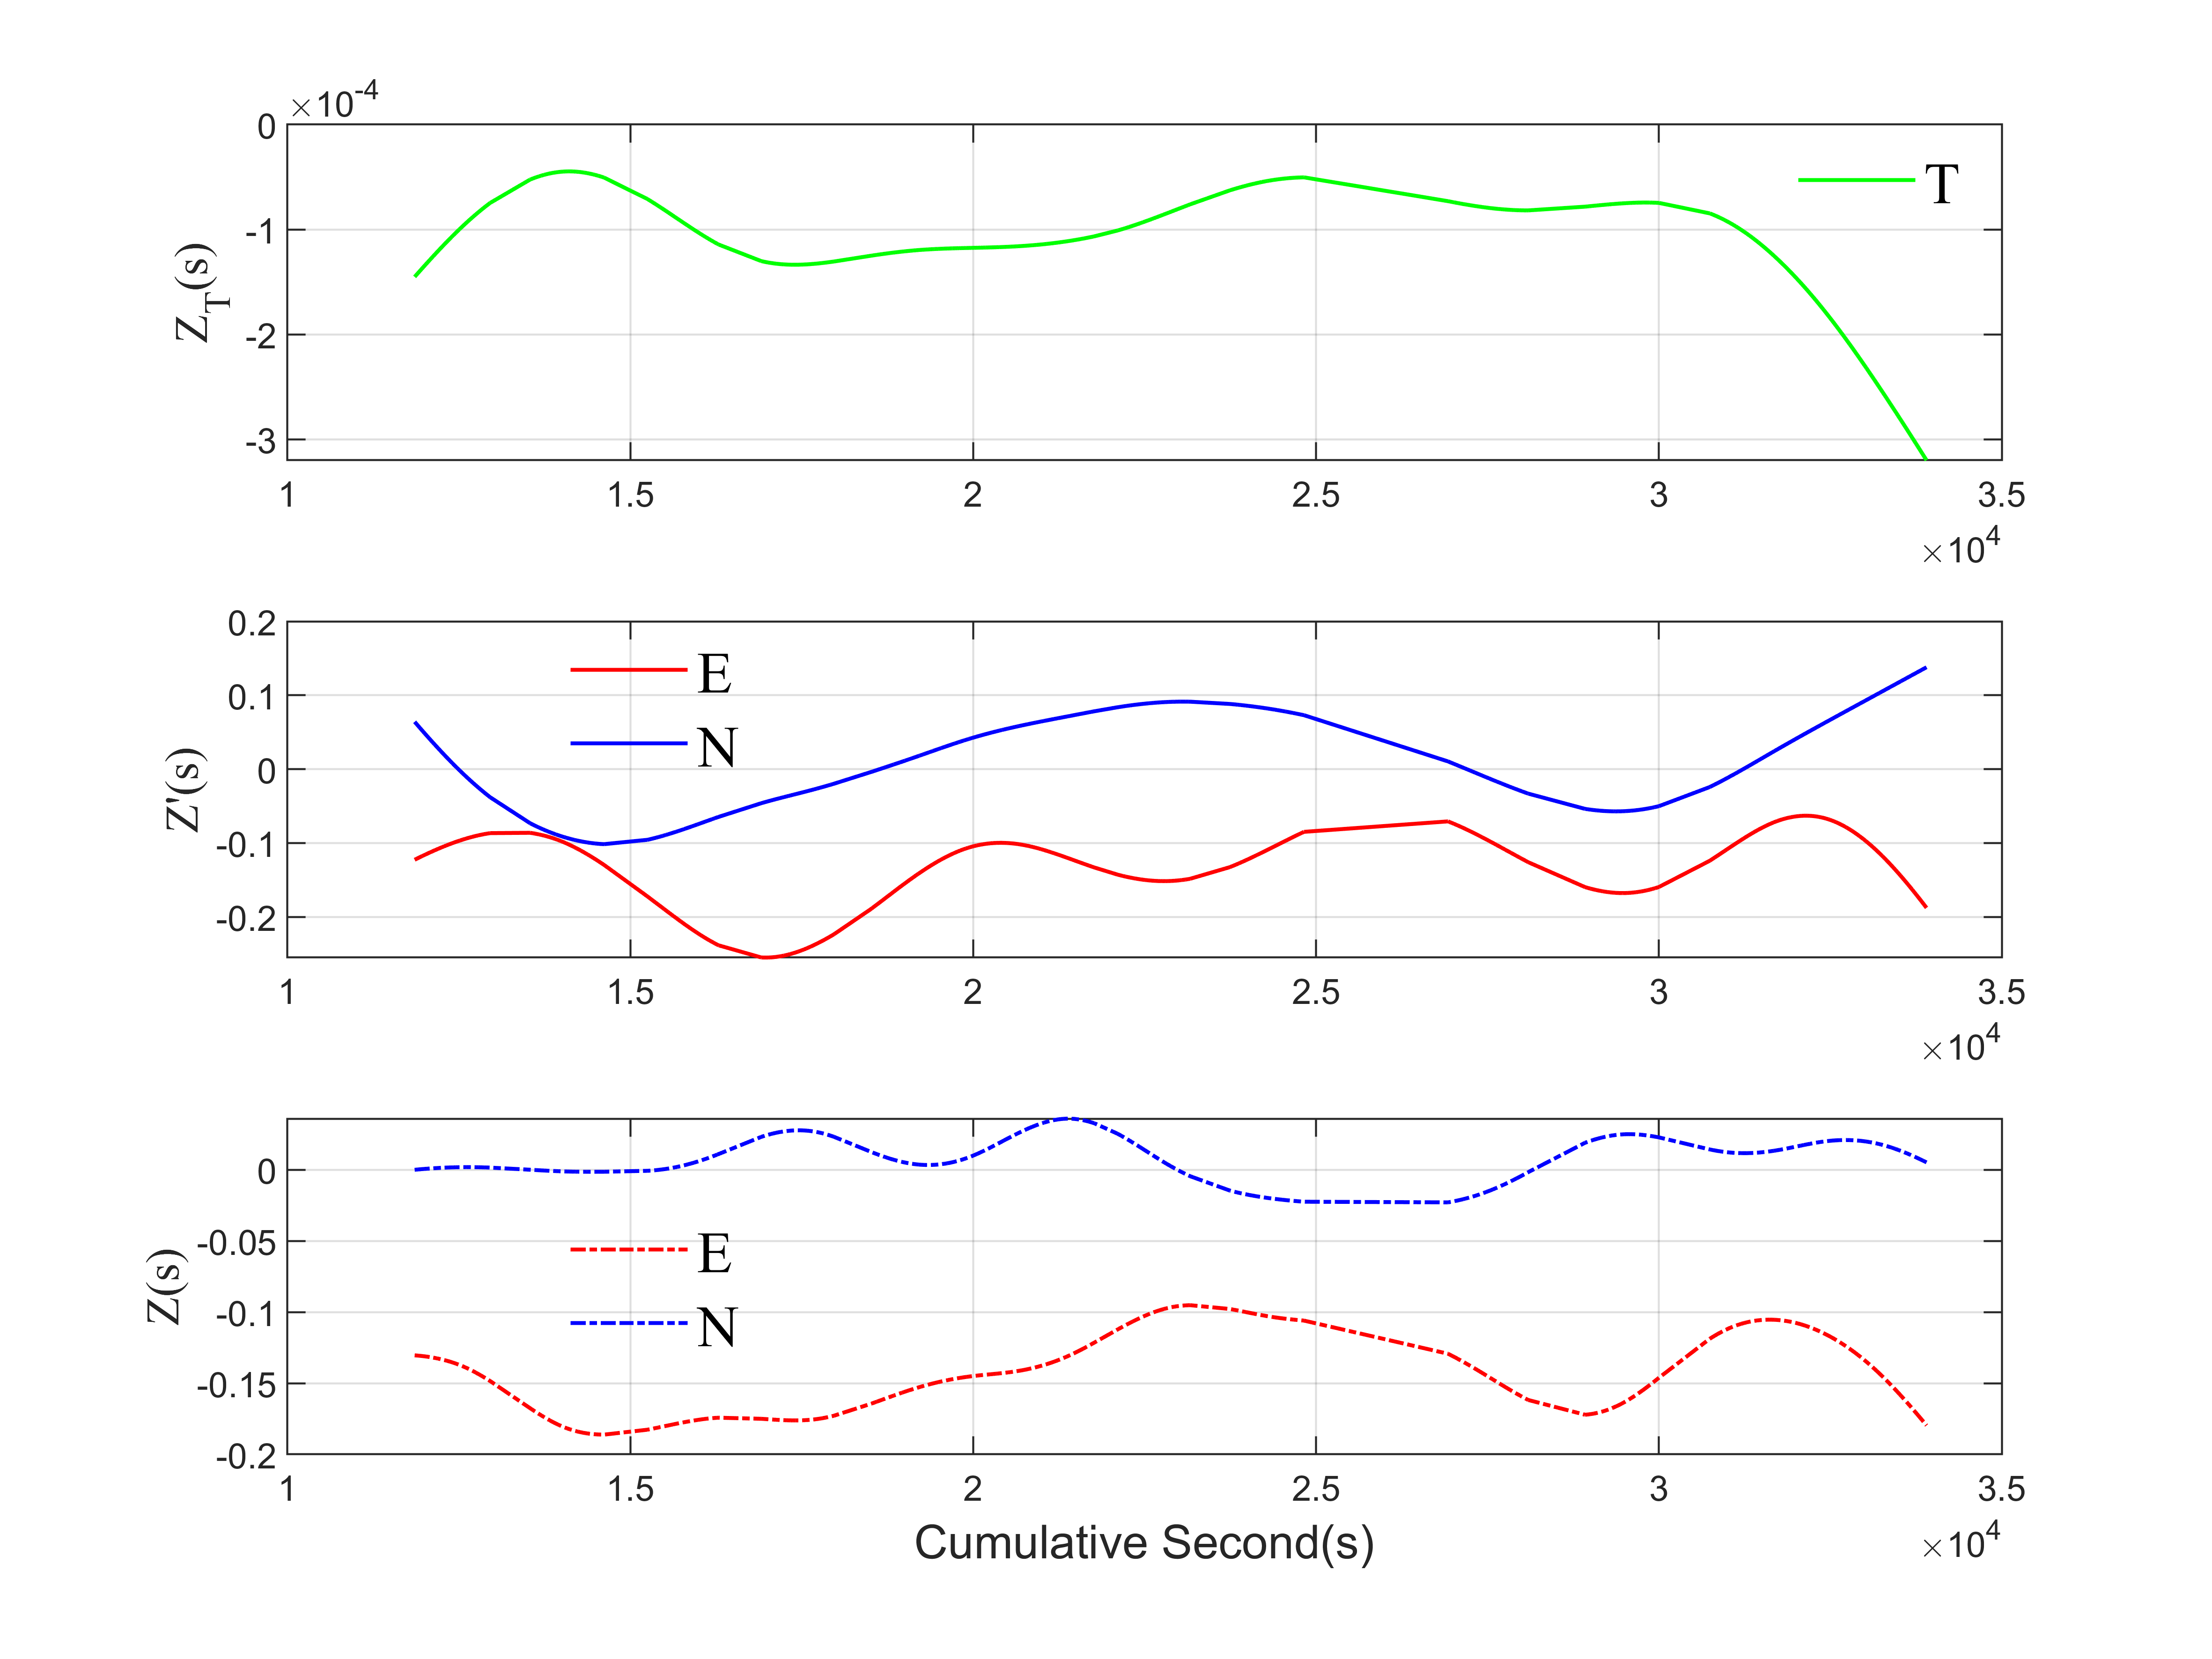 ×10-4
0
-1
-2
-3
ZT(s)
T
1 1.5 2 2.5 3 3.5
×104
0.2
0.1
0
-0.1
-0.2
Z'(s)
E
N
1 1.5 2 2.5 3 3.5
×104
0
-0.05
-0.1
-0.15
-0.2
Z(s)
E
N
1 1.5 2 2.5 3 3.5
Cumulative Second(s)
×104